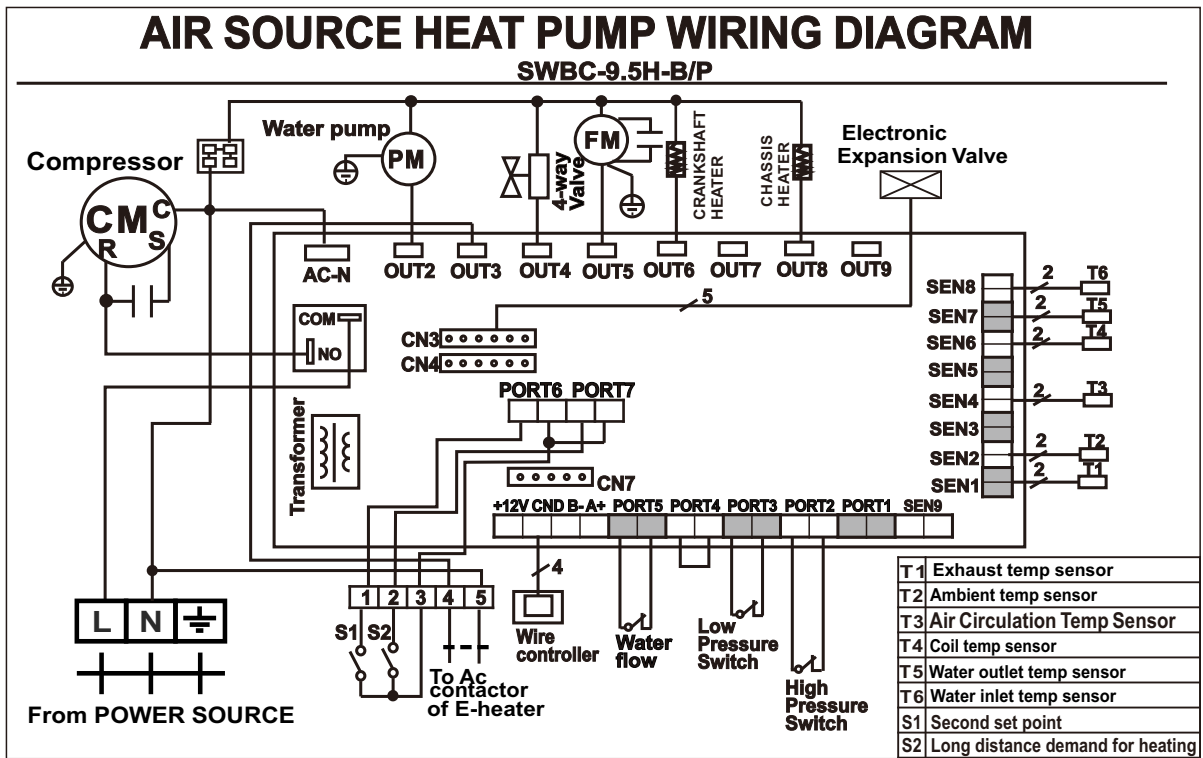 AIR SOURCE HEAT PUMP WIRING DIAGRAM
SWBC-9.5H-B/P
Water pump
PM
4-way
Valve
FM
CRANKSHAFT
HEATER
CHASSIS
HEATER
Electronic
Expansion Valve
Compressor
CM
C
R
S
AC-N
OUT2
OUT3
OUT4
OUT5
OUT6
OUT7
OUT8
OUT9
COM
NO
CN3
CN4
5
SEN8
SEN7
SEN6
SEN5
SEN4
SEN3
SEN2
SEN1
2
T6
2
T5
2
T4
2
T3
2
T2
2
T1
Transformer
PORT6 PORT7
CN7
+12V CND B- A+ PORT5 PORT4 PORT3 PORT2 PORT1 SEN9
4
1 2 3 4 5
S1 S2
Wire
controller
Water
flow
Low
Pressure
Switch
High
Pressure
Switch
To Ac
contactor
of E-heater
L N
From POWER SOURCE
T1 Exhaust temp sensor
T2 Ambient temp sensor
T3 Air Circulation Temp Sensor
T4 Coil temp sensor
T5 Water outlet temp sensor
T6 Water inlet temp sensor
S1 Second set point
S2 Long distance demand for heating